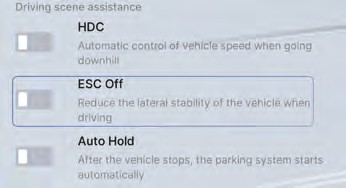 Driving scene assistance
HDC
Automatic control of vehicle speed when going
downhill
ESC Off
Reduce the lateral stability of the vehicle when
driving
Auto Hold
After the vehicle stops, the parking system starts
automatically